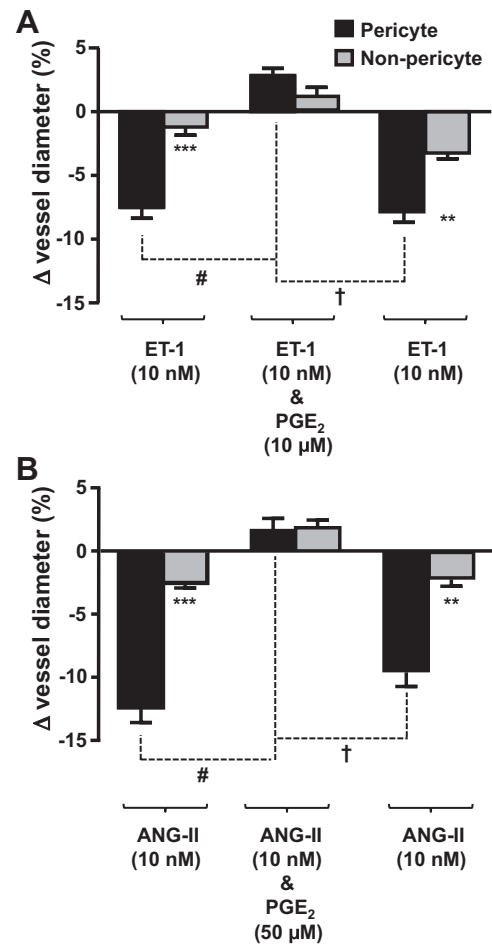 A
Pericyte
Non-pericyte
Δ vessel diameter (%)
5
0
-5
-10
-15
***
**
#
†
ET-1
(10 nM)
ET-1
(10 nM)
&
PGE₂
(10 µM)
ET-1
(10 nM)
B
Δ vessel diameter (%)
5
0
-5
-10
-15
***
**
#
†
ANG-II
(10 nM)
ANG-II
(10 nM)
&
PGE₂
(50 µM)
ANG-II
(10 nM)